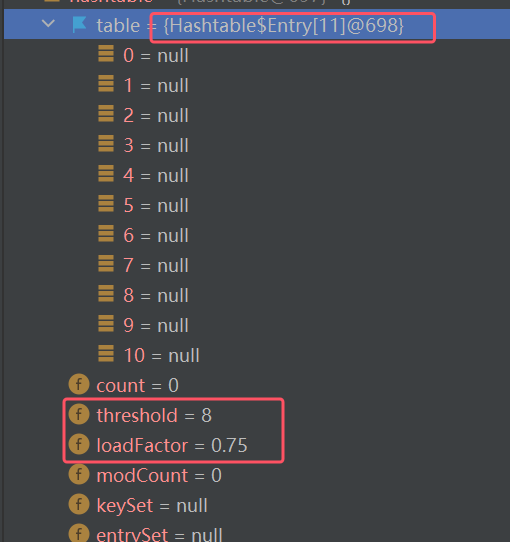 table = {Hashtable$Entry[11]@698}
0 = null
1 = null
2 = null
3 = null
4 = null
5 = null
6 = null
7 = null
8 = null
9 = null
10 = null
f count = 0
f threshold = 8
f loadFactor = 0.75
f modCount = 0
f keySet = null
f entrySet = null